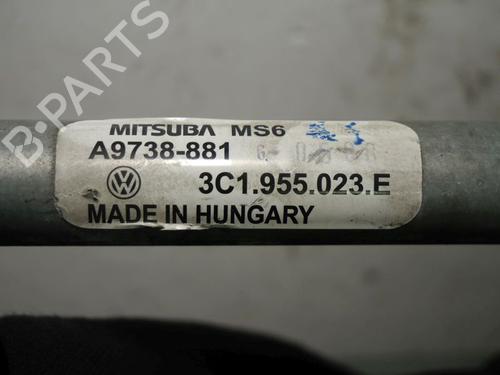 B-PARTS
MITSUBA MS6
A9738-881
3C1.955.023.E
MADE IN HUNGARY